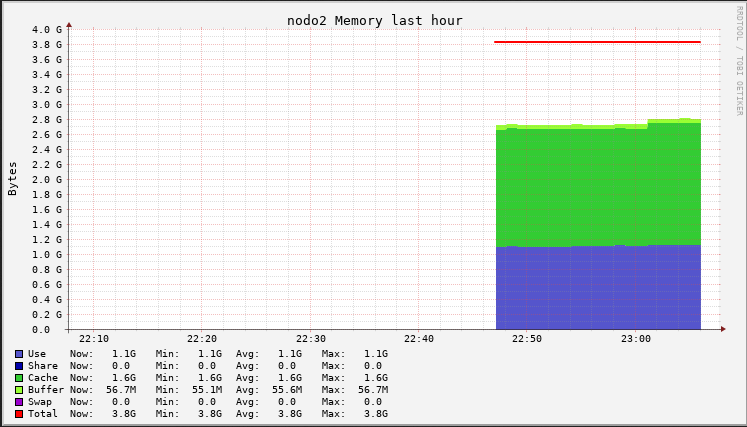 nodo2 Memory last hour
RRDTOOL / TOBI OETIKER
Bytes
4.0 G
3.8 G
3.6 G
3.4 G
3.2 G
3.0 G
2.8 G
2.6 G
2.4 G
2.2 G
2.0 G
1.8 G
1.6 G
1.4 G
1.2 G
1.0 G
0.8 G
0.6 G
0.4 G
0.2 G
0.0
22:10 22:20 22:30 22:40 22:50 23:00
Use Now: 1.1G Min: 1.1G Avg: 1.1G Max: 1.1G
Share Now: 0.0 Min: 0.0 Avg: 0.0 Max: 0.0
Cache Now: 1.6G Min: 1.6G Avg: 1.6G Max: 1.6G
Buffer Now: 56.7M Min: 55.1M Avg: 55.6M Max: 56.7M
Swap Now: 0.0 Min: 0.0 Avg: 0.0 Max: 0.0
Total Now: 3.8G Min: 3.8G Avg: 3.8G Max: 3.8G